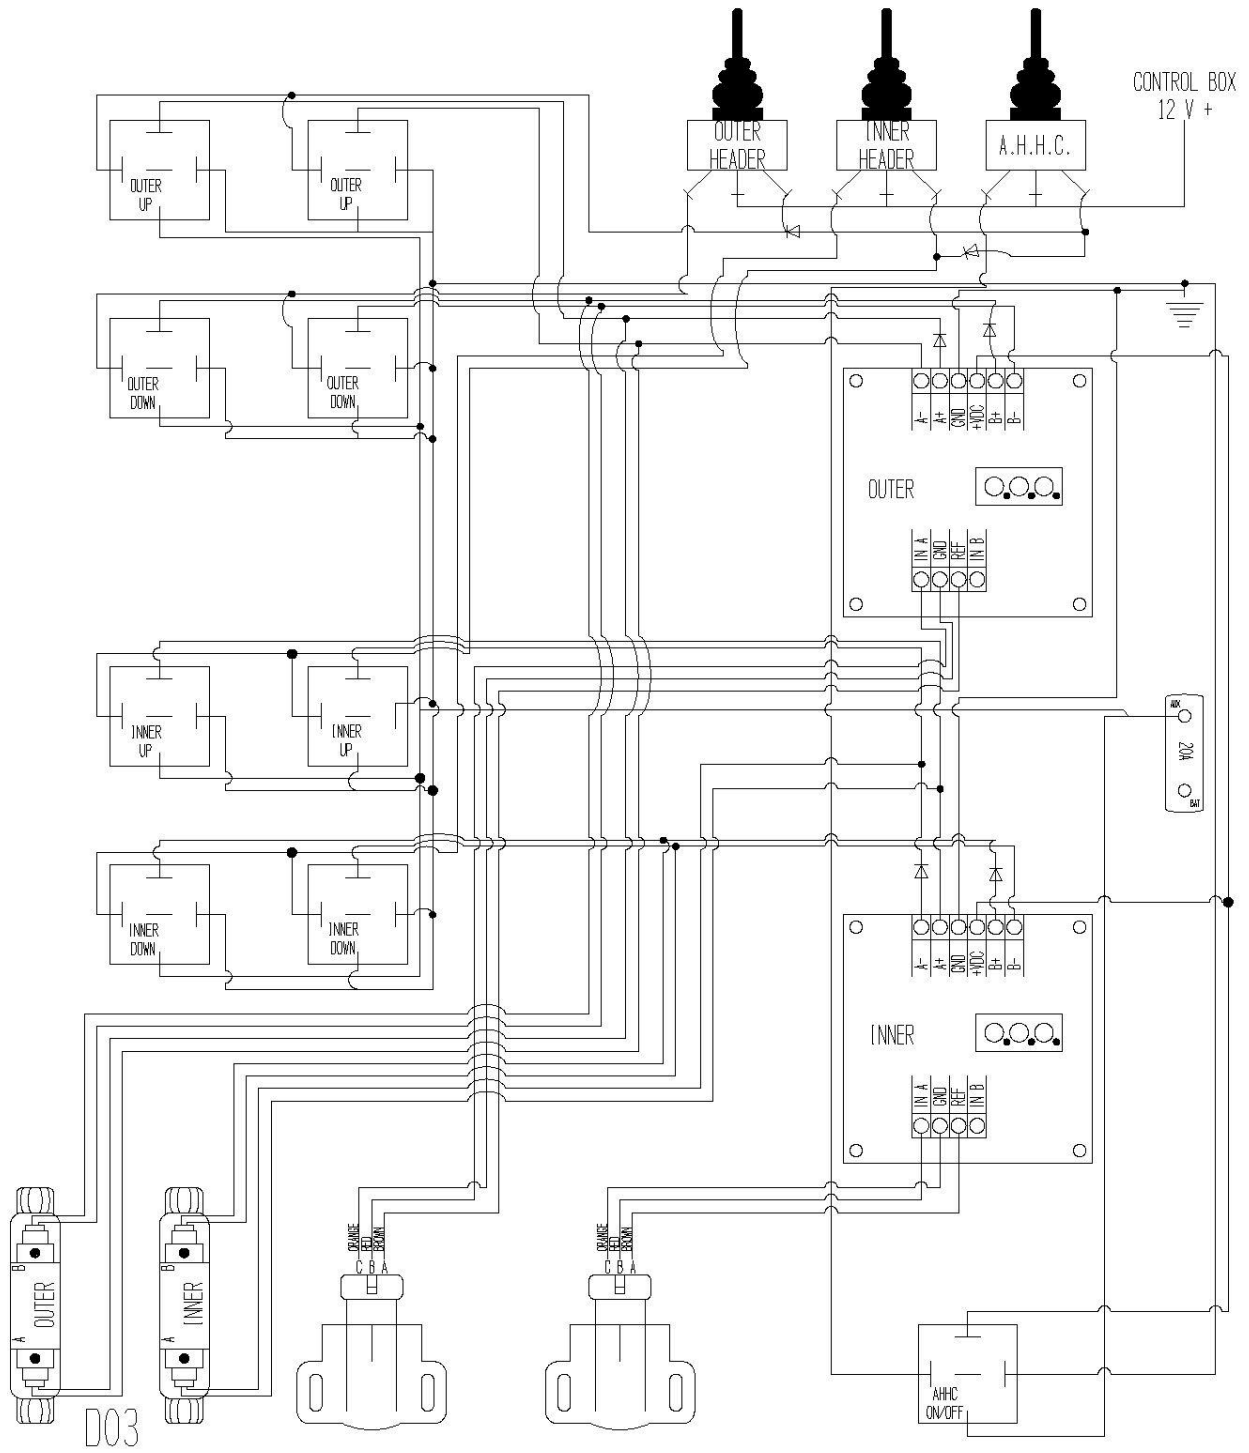 CONTROL BOX
12 V +
OUTER
HEADER
INNER
HEADER
A.H.H.C.
OUTER
UP
OUTER
UP
OUTER
DOWN
OUTER
DOWN
A-
A+
GND
+VDC
B+
B-
OUTER
IN A
GND
REF
IN B
INNER
UP
INNER
UP
AUX
20A
BAT
INNER
DOWN
INNER
DOWN
A-
A+
GND
+VDC
B+
B-
INNER
IN A
GND
REF
IN B
ORANGE
RED
BROWN
C B A
ORANGE
RED
BROWN
C B A
B
OUTER
A
B
INNER
A
AHHC
ON/OFF
D03